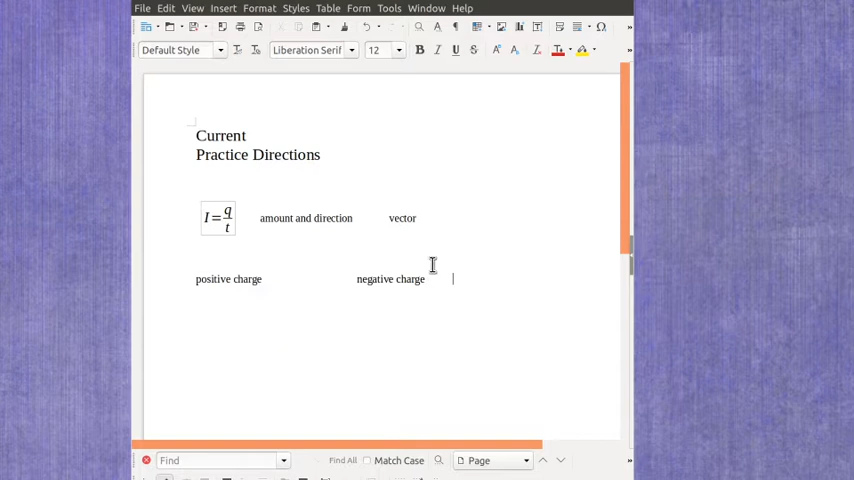 File Edit View Insert Format Styles Table Form Tools Window Help
Default Style Liberation Serif 12 B I U S
Current
Practice Directions
I=q/t amount and direction vector
positive charge negative charge
Find Find All Match Case Page